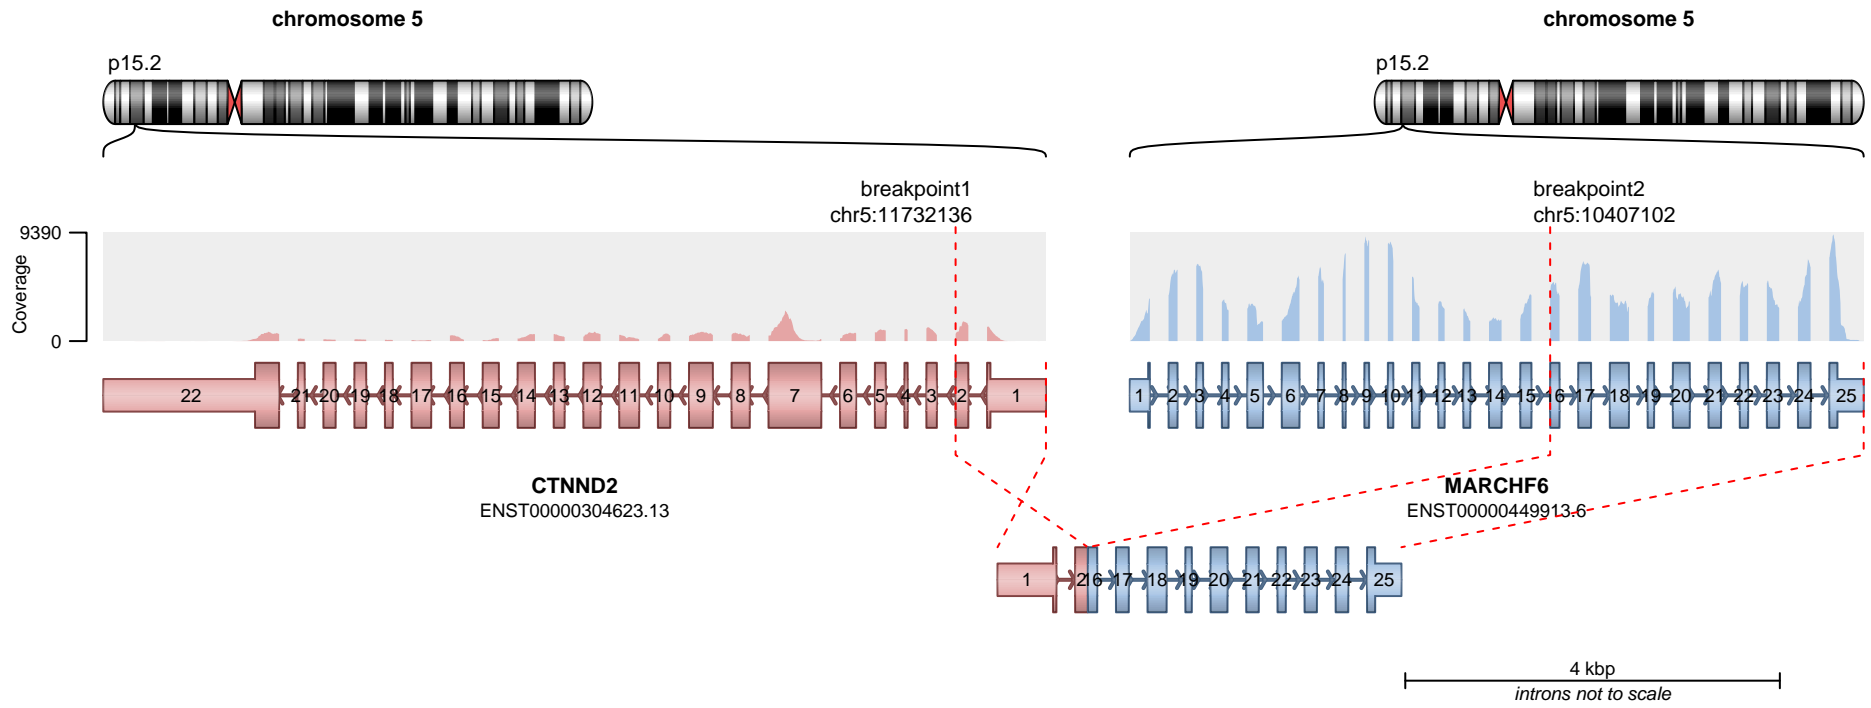 chromosome 5
chromosome 5
p15.2
p15.2
breakpoint1
chr5:11732136
breakpoint2
chr5:10407102
Coverage
9390
0
22 21 20 19 18 17 16 15 14 13 12 11 10 9 8 7 6 5 4 3 2 1
1 2 3 4 5 6 7 8 9 10 11 12 13 14 15 16 17 18 19 20 21 22 23 24 25
CTNND2
ENST00000304623.13
MARCHF6
ENST00000449913.6
1 2 16 17 18 19 20 21 22 23 24 25
4 kbp
introns not to scale